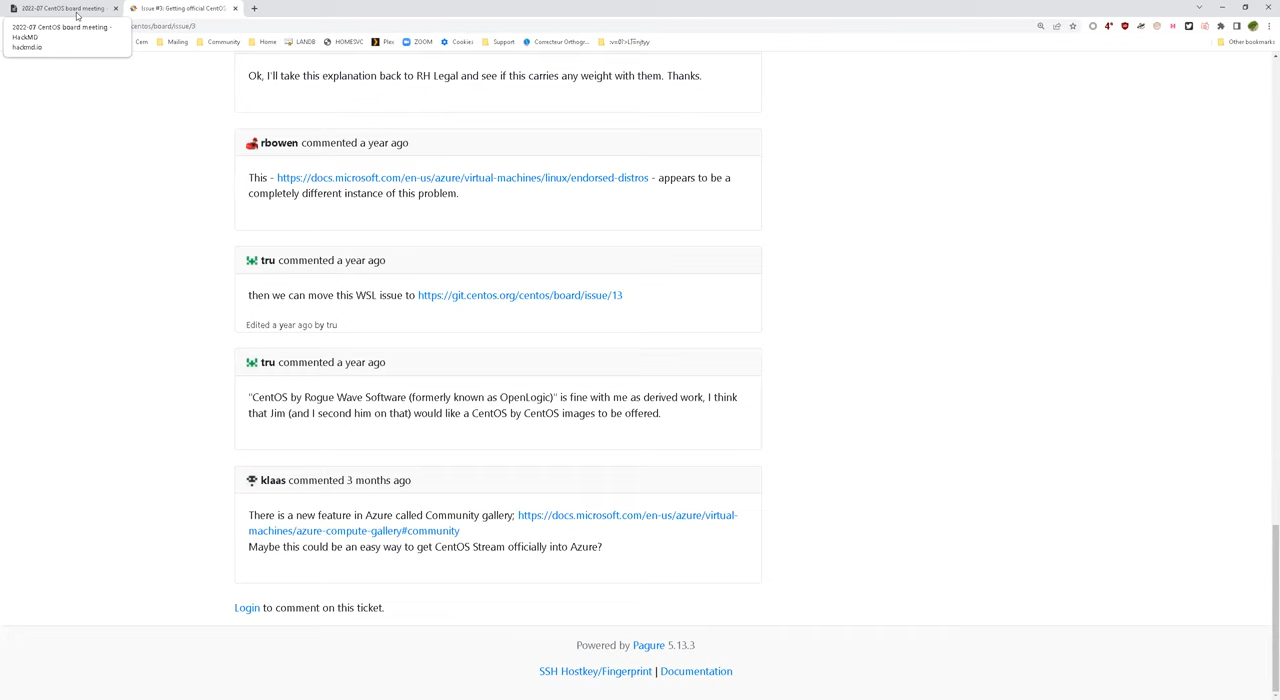 2022-07 CentOS board meeting -
Issue #3: Getting official CentOS
centos/board/issue/3
2022-07 CentOS board meeting -
HackMD
hackmd.io
Cern
Mailing
Community
Home
LANDB
HOMESVC
Plex
ZOOM
Cookies
Support
Correcteur Orthogr...
Other bookmarks
Ok, I'll take this explanation back to RH Legal and see if this carries any weight with them. Thanks.
rbowen commented a year ago
This - https://docs.microsoft.com/en-us/azure/virtual-machines/linux/endorsed-distros - appears to be a
completely different instance of this problem.
tru commented a year ago
then we can move this WSL issue to https://git.centos.org/centos/board/issue/13
Edited a year ago by tru
tru commented a year ago
"CentOS by Rogue Wave Software (formerly known as OpenLogic)" is fine with me as derived work, I think
that Jim (and I second him on that) would like a CentOS by CentOS images to be offered.
klaas commented 3 months ago
There is a new feature in Azure called Community gallery; https://docs.microsoft.com/en-us/azure/virtual-
machines/azure-compute-gallery#community
Maybe this could be an easy way to get CentOS Stream officially into Azure?
Login to comment on this ticket.
Powered by Pagure 5.13.3
SSH Hostkey/Fingerprint | Documentation